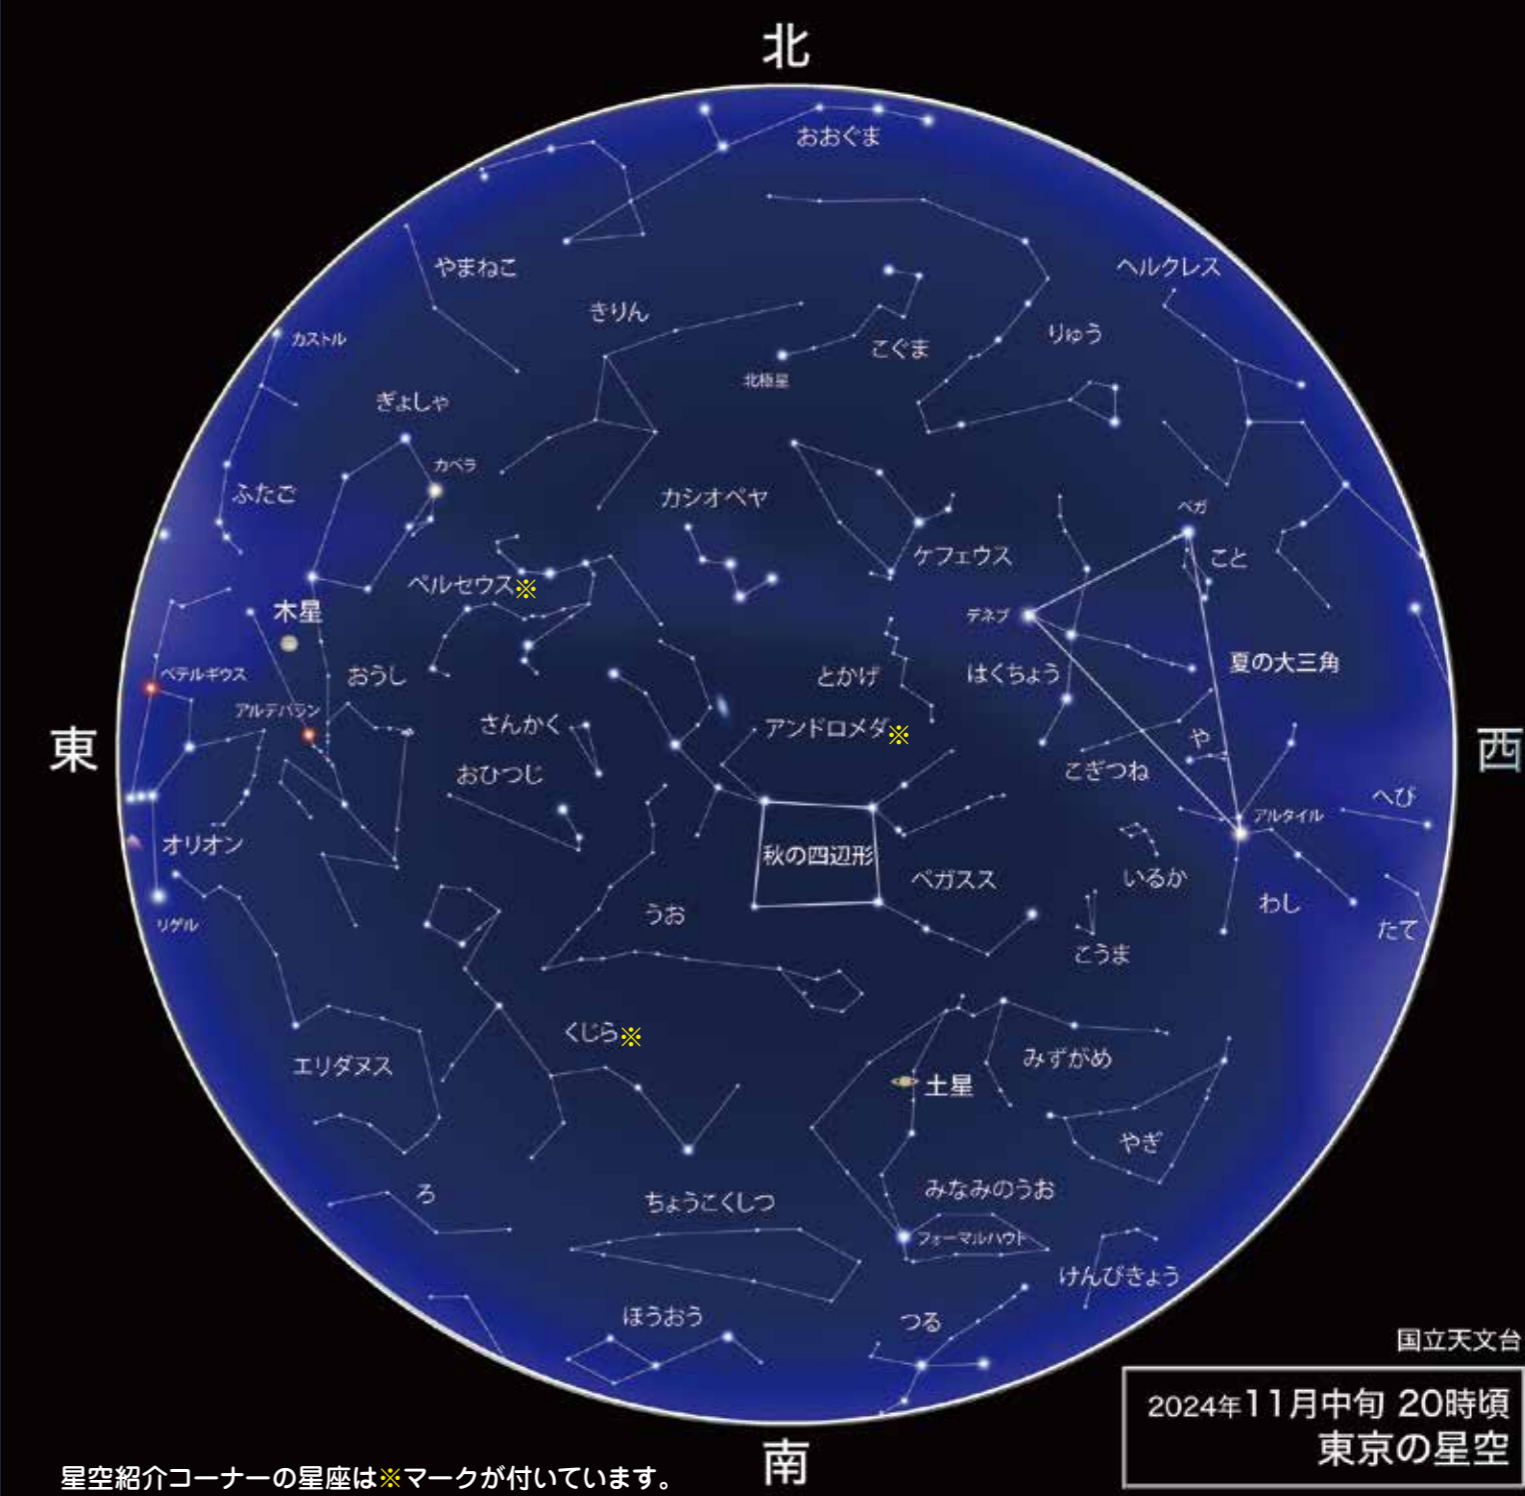 北
おおぐま
やまねこ
ヘルクレス
きりん
カストル
りゅう
こぐま
北極星
ぎょしゃ
カペラ
ふたご
カシオペヤ
ベガ
ケフェウス
こと
ペルセウス※
木星
デネブ
夏の大三角
ベテルギウス
おうし
とかげ
はくちょう
アルデバラン
さんかく
アンドロメダ※
や
東
西
おひつじ
こぎつね
へび
アルタイル
オリオン
秋の四辺形
ペガスス
いるか
わし
うお
リゲル
たて
こうま
くじら※
エリダヌス
みずがめ
土星
やぎ
ろ
ちょうこくしつ
みなみのうお
フォーマルハウト
けんびきょう
ほうおう
つる
国立天文台
2024年11月中旬 20時頃
東京の星空
南
星空紹介コーナーの星座は※マークが付いています。